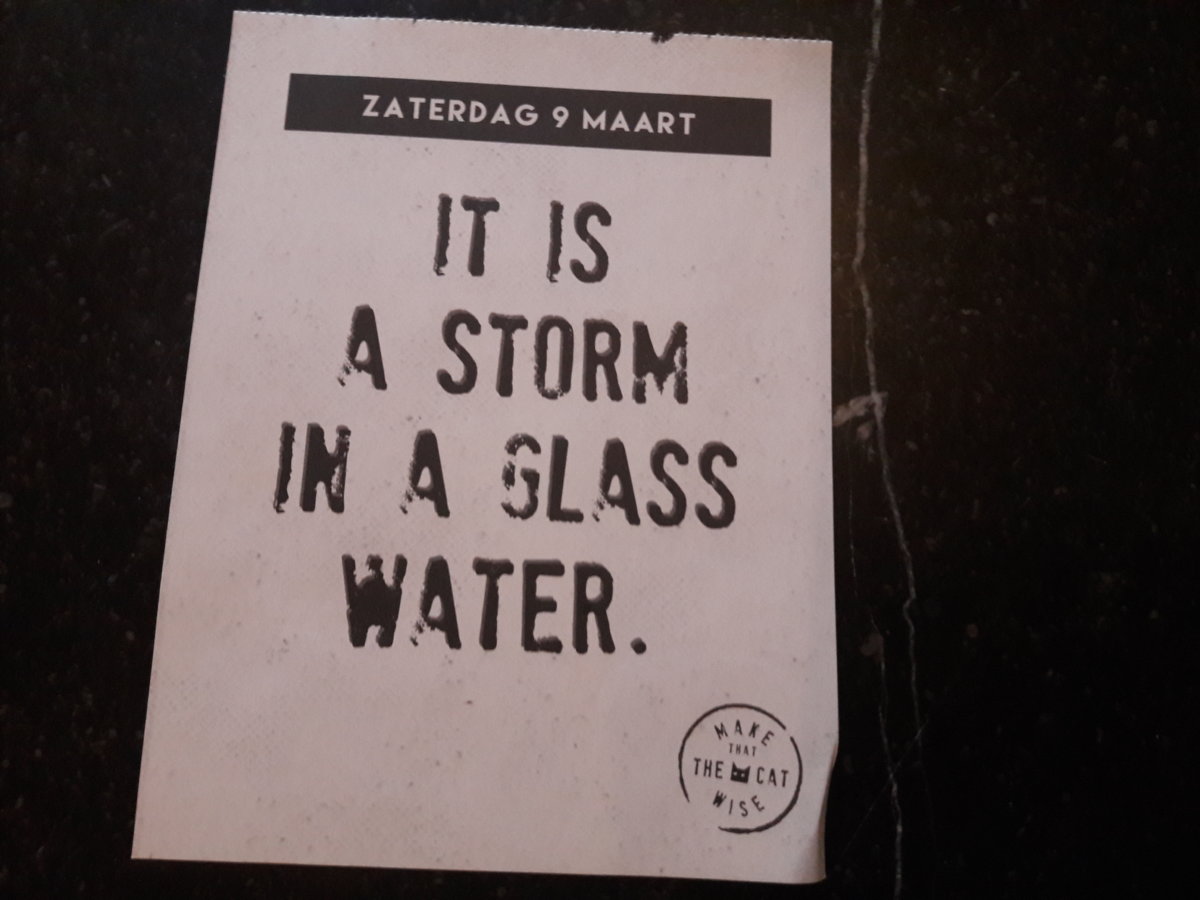 ZATERDAG 9 MAART
IT IS
A STORM
IN A GLASS
WATER.
MAKE
THAT
THE CAT
WISE